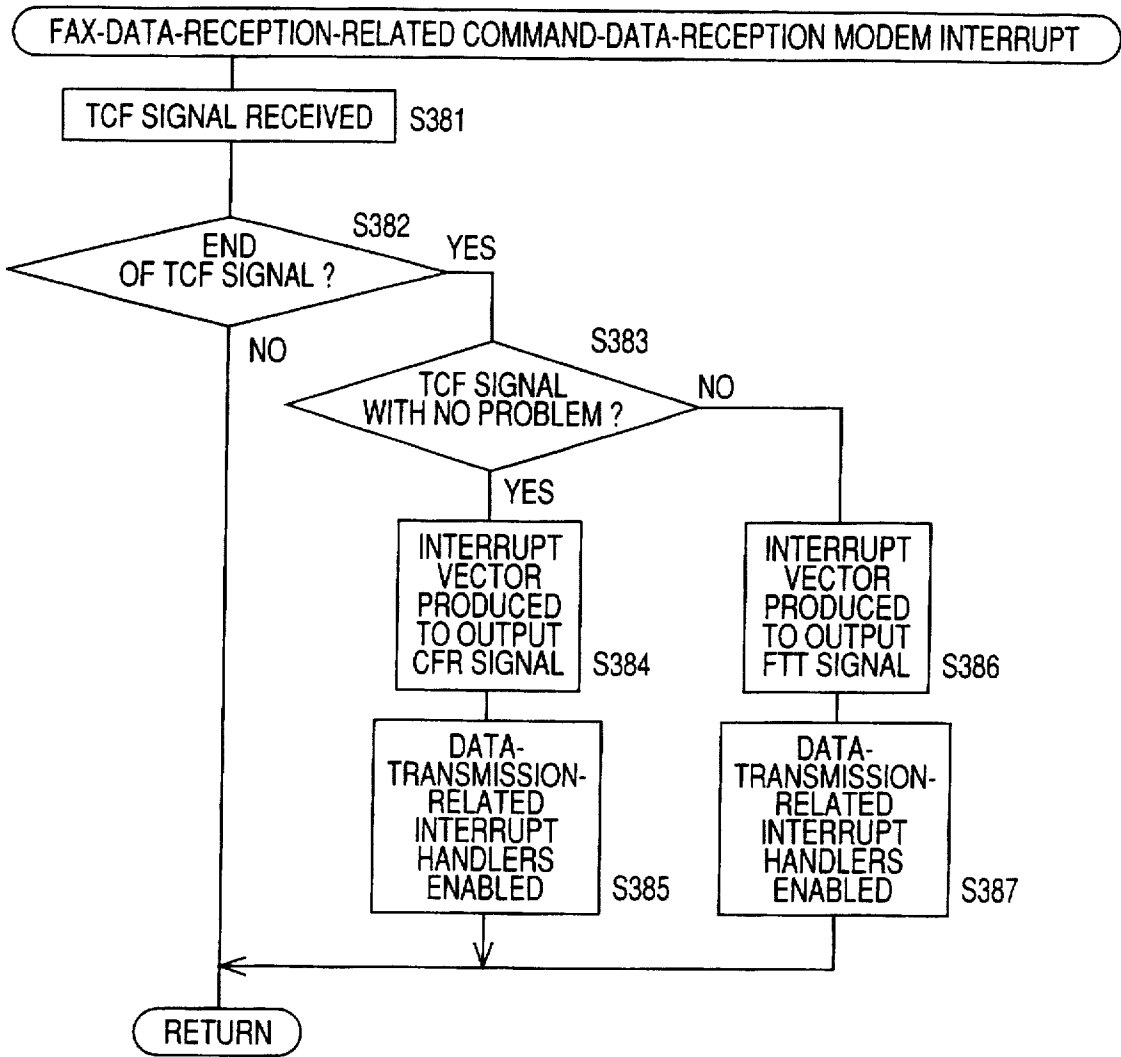 FAX-DATA-RECEPTION-RELATED COMMAND-DATA-RECEPTION MODEM INTERRUPT
TCF SIGNAL RECEIVED
S381
S382
END
OF TCF SIGNAL ?
YES
NO
S383
TCF SIGNAL
WITH NO PROBLEM ?
NO
YES
INTERRUPT
VECTOR
PRODUCED
TO OUTPUT
CFR SIGNAL
S384
INTERRUPT
VECTOR
PRODUCED
TO OUTPUT
FTT SIGNAL
S386
DATA-
TRANSMISSION-
RELATED
INTERRUPT
HANDLERS
ENABLED
S385
DATA-
TRANSMISSION-
RELATED
INTERRUPT
HANDLERS
ENABLED
S387
RETURN